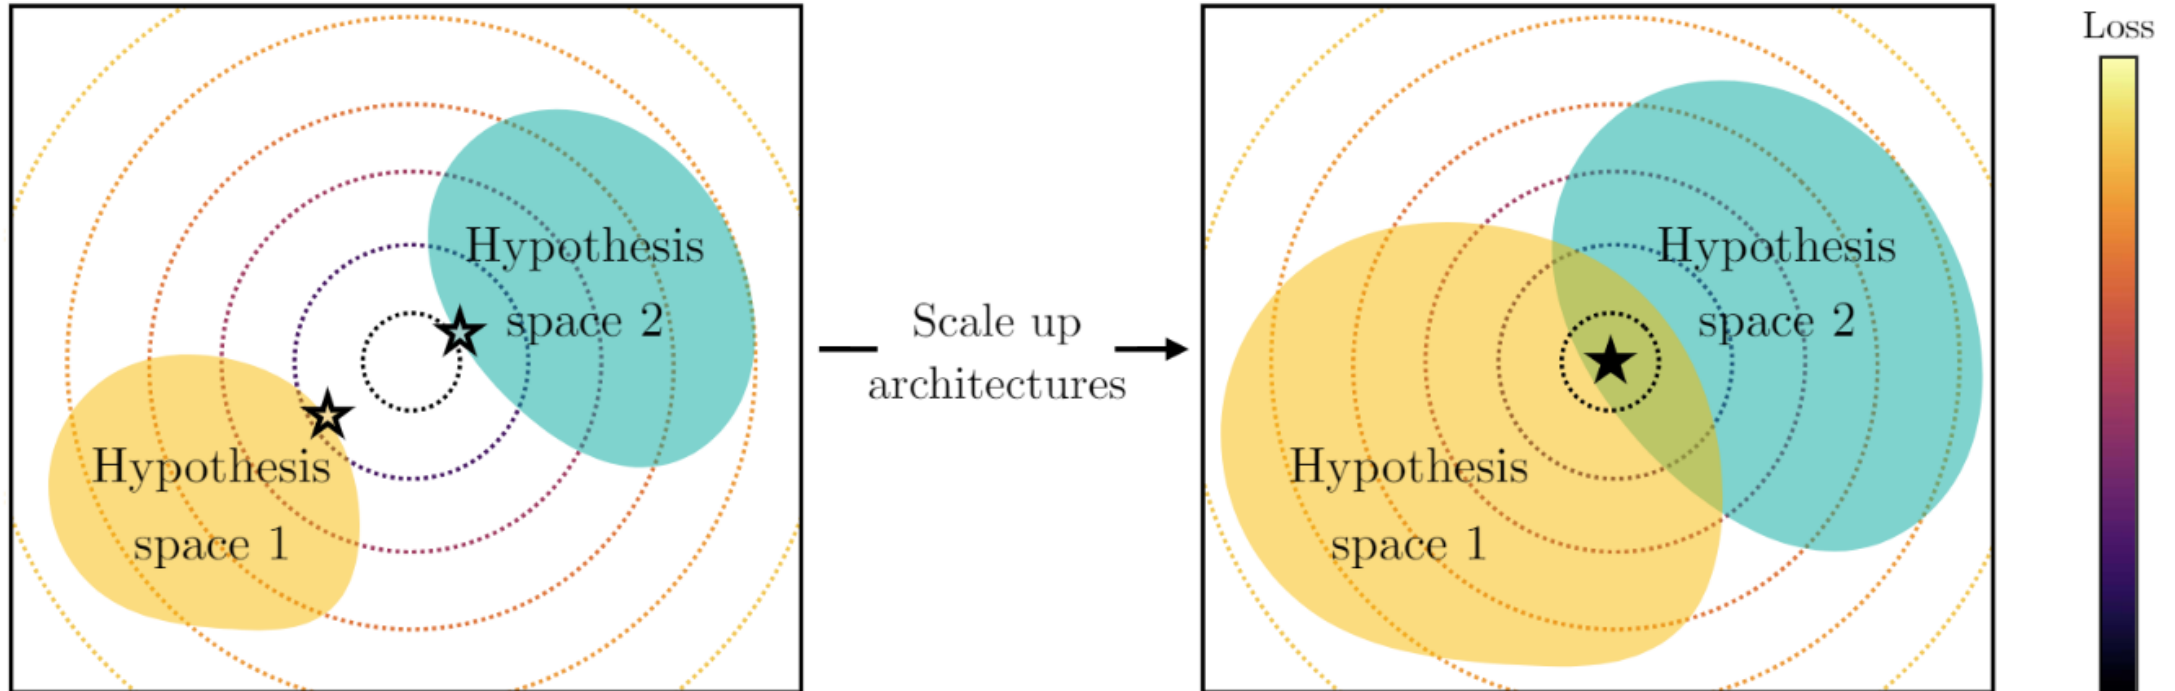 Hypothesis
space 2
Hypothesis
space 1
Scale up
architectures
Hypothesis
space 2
Hypothesis
space 1
Loss